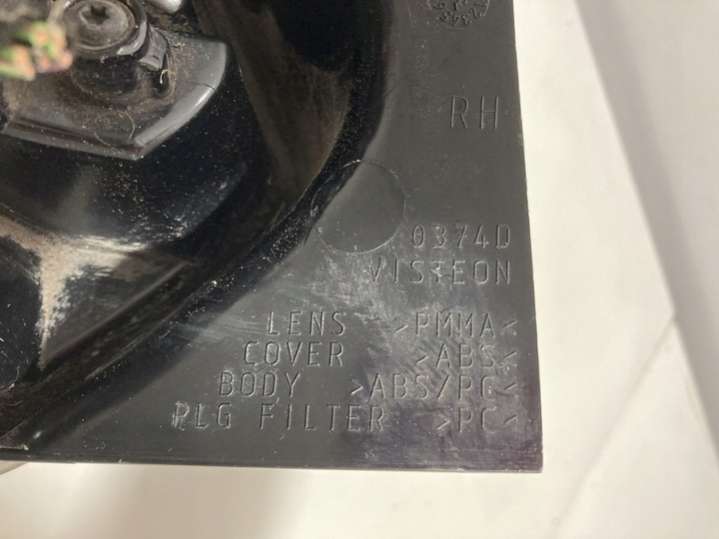 RH
0374D
VISTEON
LENS >PMMA<
COVER >ABS<
BODY >ABS/PC<
PLG FILTER >PC<